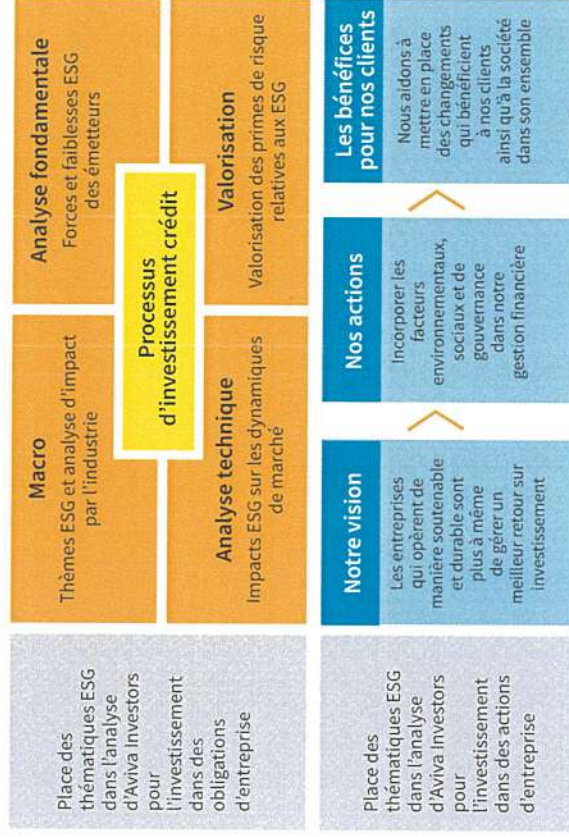 Place des
thématiques ESG
dans l'analyse
d'Aviva Investors
pour
l'investissement
dans des
obligations
d'entreprise
Macro
Thèmes ESG et analyse d'impact
par l'industrie
Analyse fondamentale
Forces et faiblesses ESG
des émetteurs
Processus
d'investissement crédit
Analyse technique
Impacts ESG sur les dynamiques
de marché
Valorisation
Valorisation des primes de risque
relatives aux ESG
Place des
thématiques ESG
dans l'analyse
d'Aviva Investors
pour
l'investissement
dans des actions
d'entreprise
Notre vision
Les entreprises
qui opèrent de
manière soutenable
et durable sont
plus à même
de gérer un
meilleur retour sur
investissement
Nos actions
Incorporer les
facteurs
environnementaux,
sociaux et de
gouvernance
dans notre
gestion financière
Les bénéfices
pour nos clients
Nous aidons à
mettre en place
des changements
qui bénéficient
à nos clients
ainsi qu'à la société
dans son ensemble